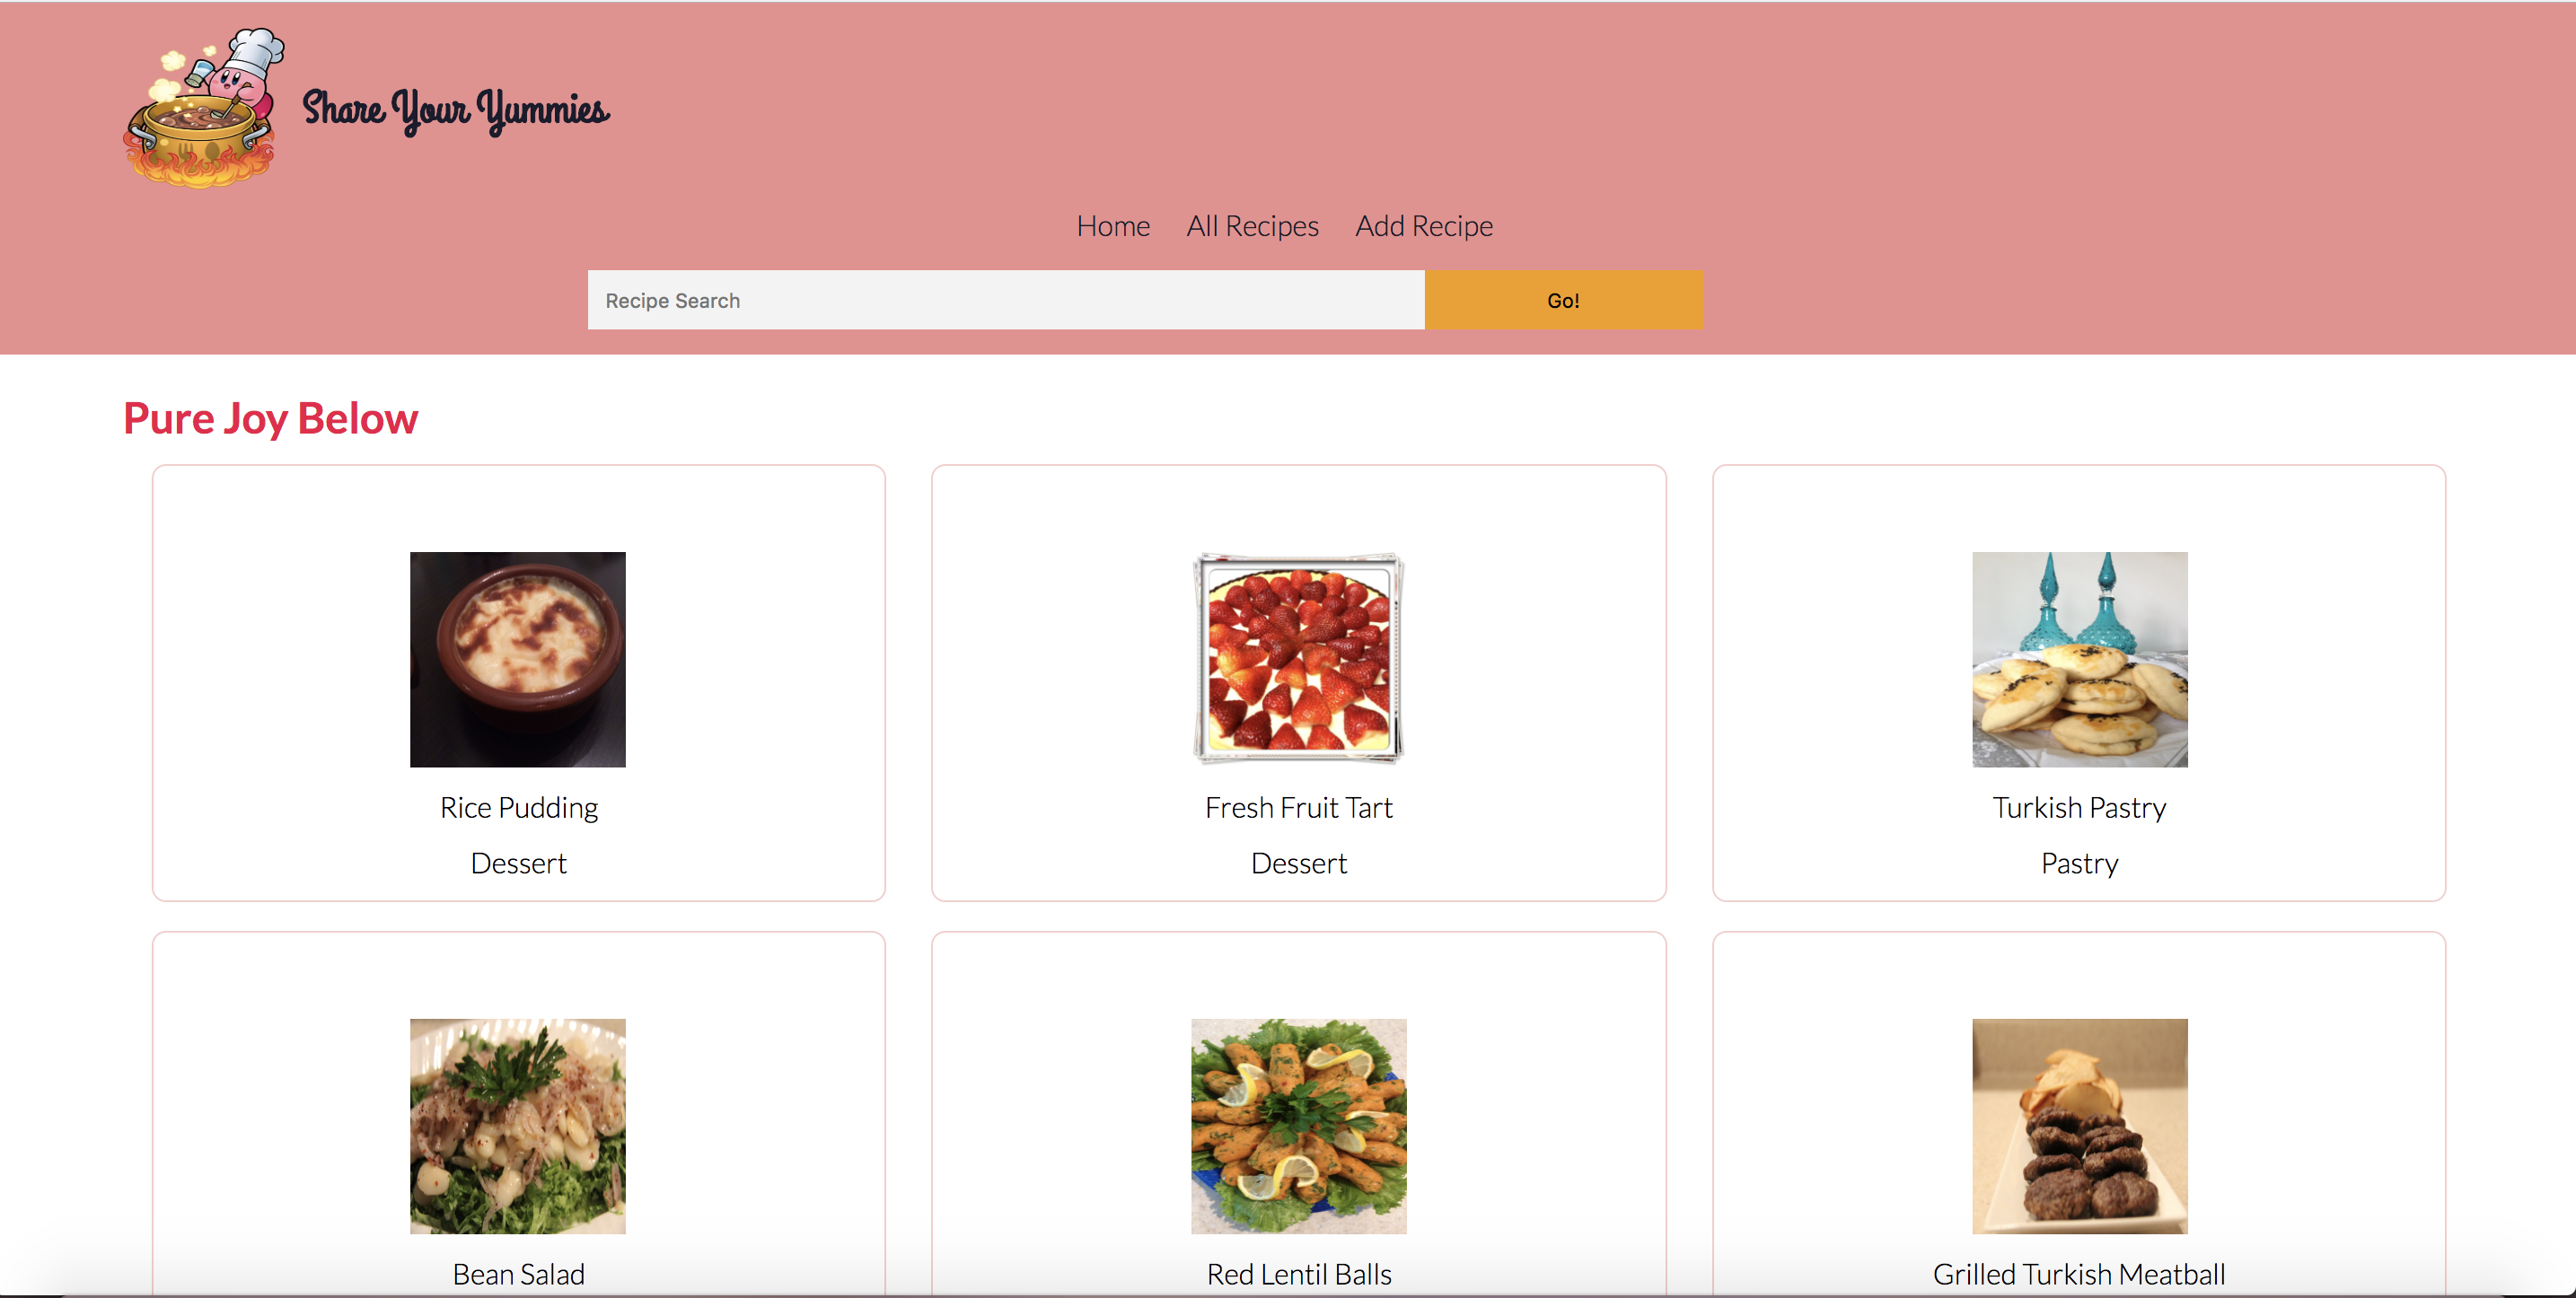 Share Your Yummies
Home All Recipes Add Recipe
Recipe Search Go!
Pure Joy Below
Rice Pudding
Dessert
Fresh Fruit Tart
Dessert
Turkish Pastry
Pastry
Bean Salad
Red Lentil Balls
Grilled Turkish Meatball